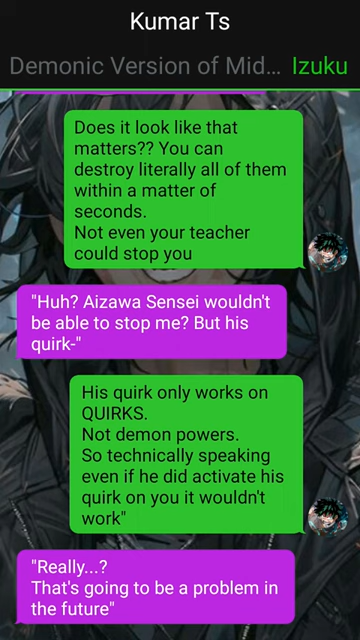 Kumar Ts
Demonic Version of Mid... Izuku
Does it look like that
matters?? You can
destroy literally all of them
within a matter of
seconds.
Not even your teacher
could stop you
"Huh? Aizawa Sensei wouldn't
be able to stop me? But his
quirk-"
His quirk only works on
QUIRKS.
Not demon powers.
So technically speaking
even if he did activate his
quirk on you it wouldn't
work"
"Really...?
That's going to be a problem in
the future"